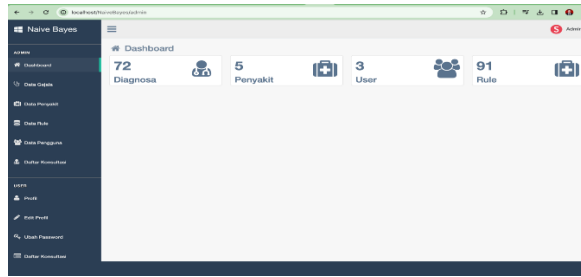 localhost/NaiveBayes/admin
Naive Bayes
S Admin
ADMIN
Dashboard
Data Gejala
Data Penyakit
Data Rule
Data Pengguna
Daftar Konsultasi
USER
Profil
Edit Profil
Ubah Password
Daftar Konsultasi
Dashboard
72
Diagnosa
5
Penyakit
3
User
91
Rule